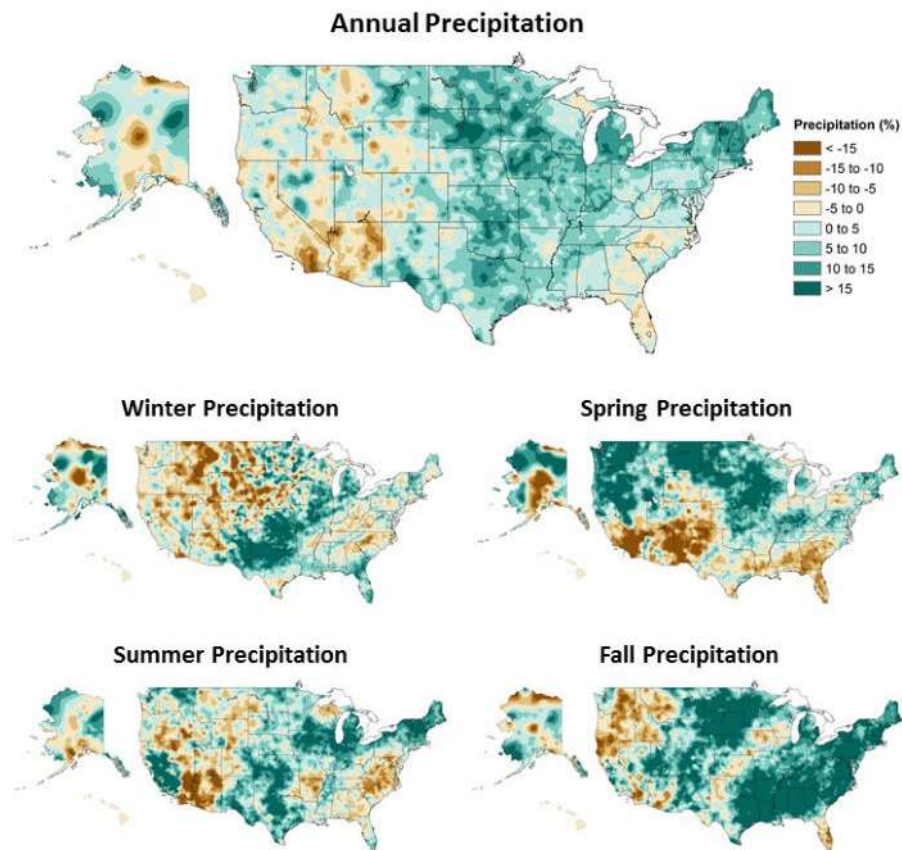 Annual Precipitation
Precipitation (%)
< -15
-15 to -10
-10 to -5
-5 to 0
0 to 5
5 to 10
10 to 15
> 15
Winter Precipitation
Spring Precipitation
Summer Precipitation
Fall Precipitation